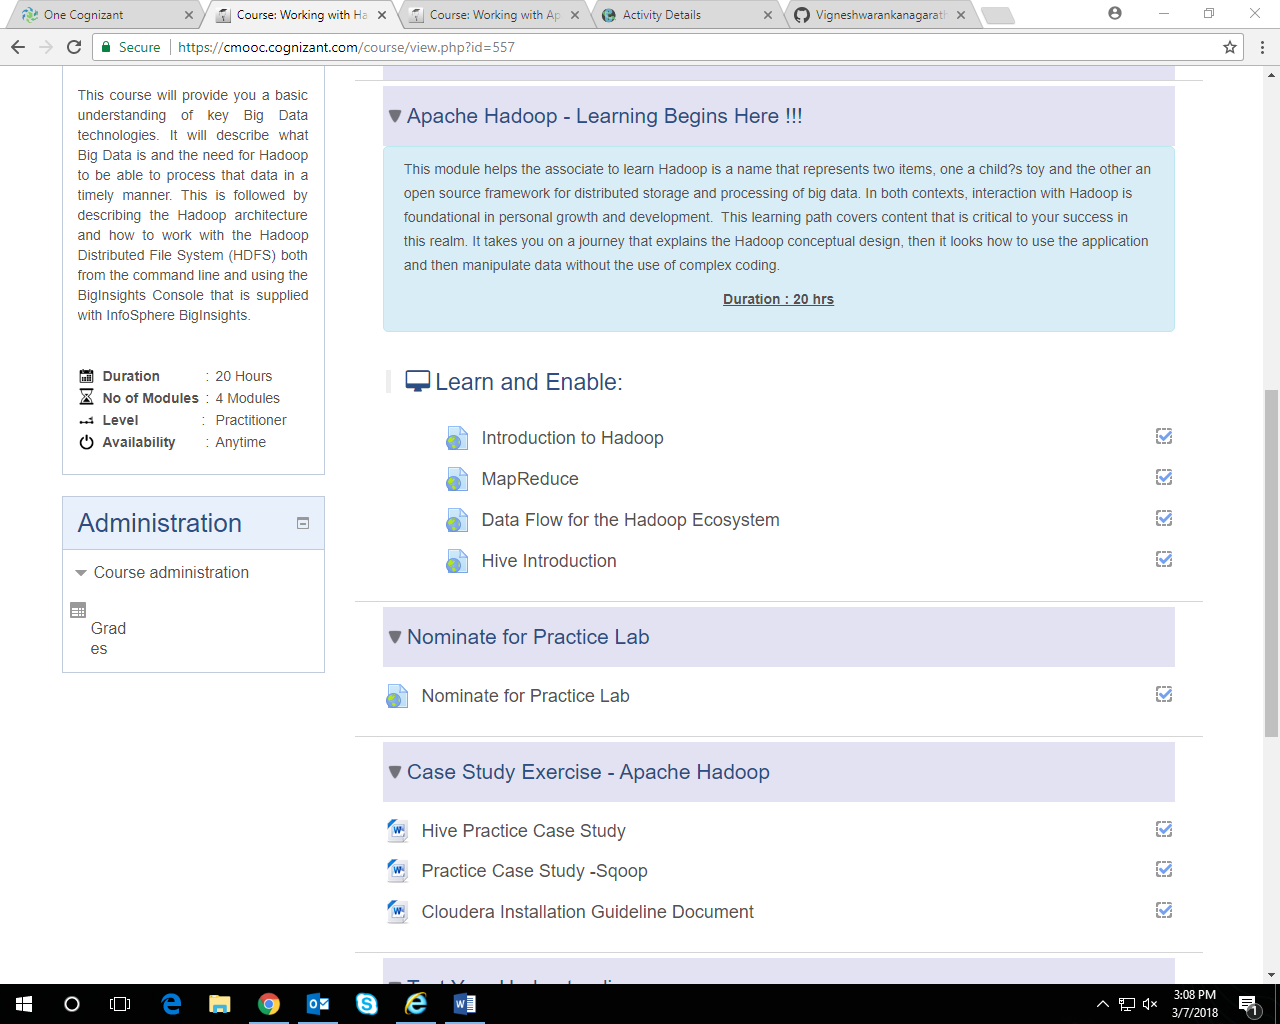 One Cognizant
Course: Working with Ha
Course: Working with Ap
Activity Details
Vigneshwarankanagarath
Secure
https://cmooc.cognizant.com/course/view.php?id=557
This course will provide you a basic
understanding of key Big Data
technologies. It will describe what
Big Data is and the need for Hadoop
to be able to process that data in a
timely manner. This is followed by
describing the Hadoop architecture
and how to work with the Hadoop
Distributed File System (HDFS) both
from the command line and using the
BigInsights Console that is supplied
with InfoSphere BigInsights.
Duration : 20 Hours
No of Modules : 4 Modules
Level : Practitioner
Availability : Anytime
Administration
Course administration
Grad
es
Apache Hadoop - Learning Begins Here !!!
This module helps the associate to learn Hadoop is a name that represents two items, one a child?s toy and the other an
open source framework for distributed storage and processing of big data. In both contexts, interaction with Hadoop is
foundational in personal growth and development.  This learning path covers content that is critical to your success in
this realm. It takes you on a journey that explains the Hadoop conceptual design, then it looks how to use the application
and then manipulate data without the use of complex coding.
Duration : 20 hrs
Learn and Enable:
Introduction to Hadoop
MapReduce
Data Flow for the Hadoop Ecosystem
Hive Introduction
Nominate for Practice Lab
Nominate for Practice Lab
Case Study Exercise - Apache Hadoop
Hive Practice Case Study
Practice Case Study -Sqoop
Cloudera Installation Guideline Document
3:08 PM
3/7/2018
1